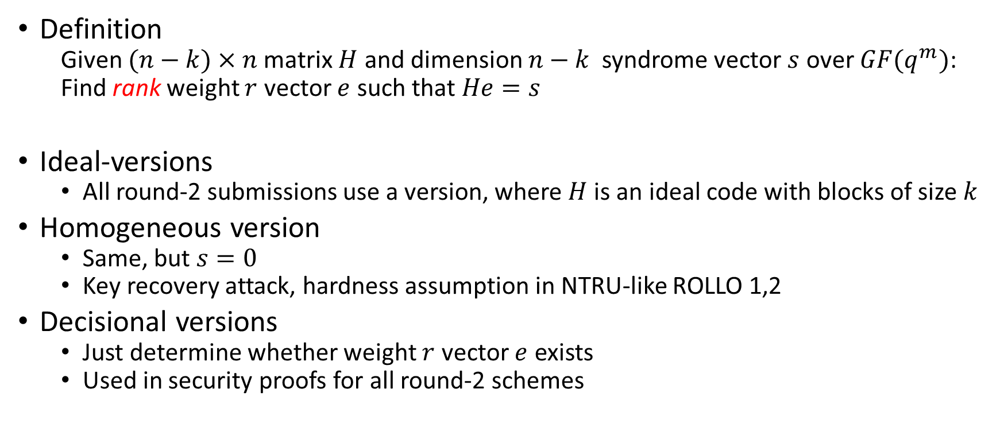 • Definition
Given (n − k) × n matrix H and dimension n − k syndrome vector s over GF(qᵐ):
Find rank weight r vector e such that He = s
• Ideal-versions
• All round-2 submissions use a version, where H is an ideal code with blocks of size k
• Homogeneous version
• Same, but s = 0
• Key recovery attack, hardness assumption in NTRU-like ROLLO 1,2
• Decisional versions
• Just determine whether weight r vector e exists
• Used in security proofs for all round-2 schemes